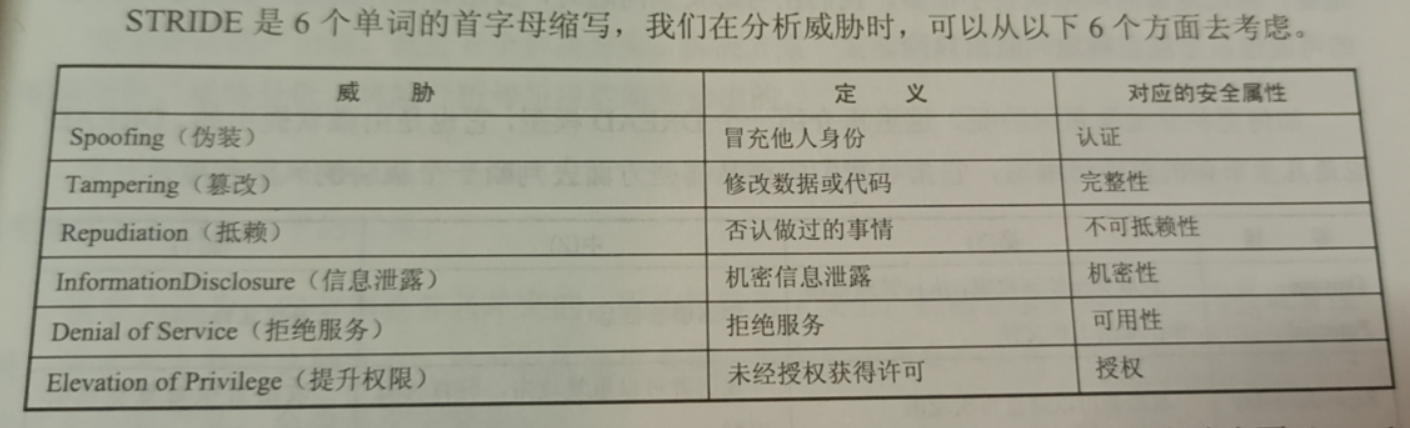 STRIDE 是 6 个单词的首字母缩写，我们在分析威胁时，可以从以下 6 个方面去考虑。
威 胁 定 义 对应的安全属性
Spoofing（伪装） 冒充他人身份 认证
Tampering（篡改） 修改数据或代码 完整性
Repudiation（抵赖） 否认做过的事情 不可抵赖性
InformationDisclosure（信息泄露） 机密信息泄露 机密性
Denial of Service（拒绝服务） 拒绝服务 可用性
Elevation of Privilege（提升权限） 未经授权获得许可 授权